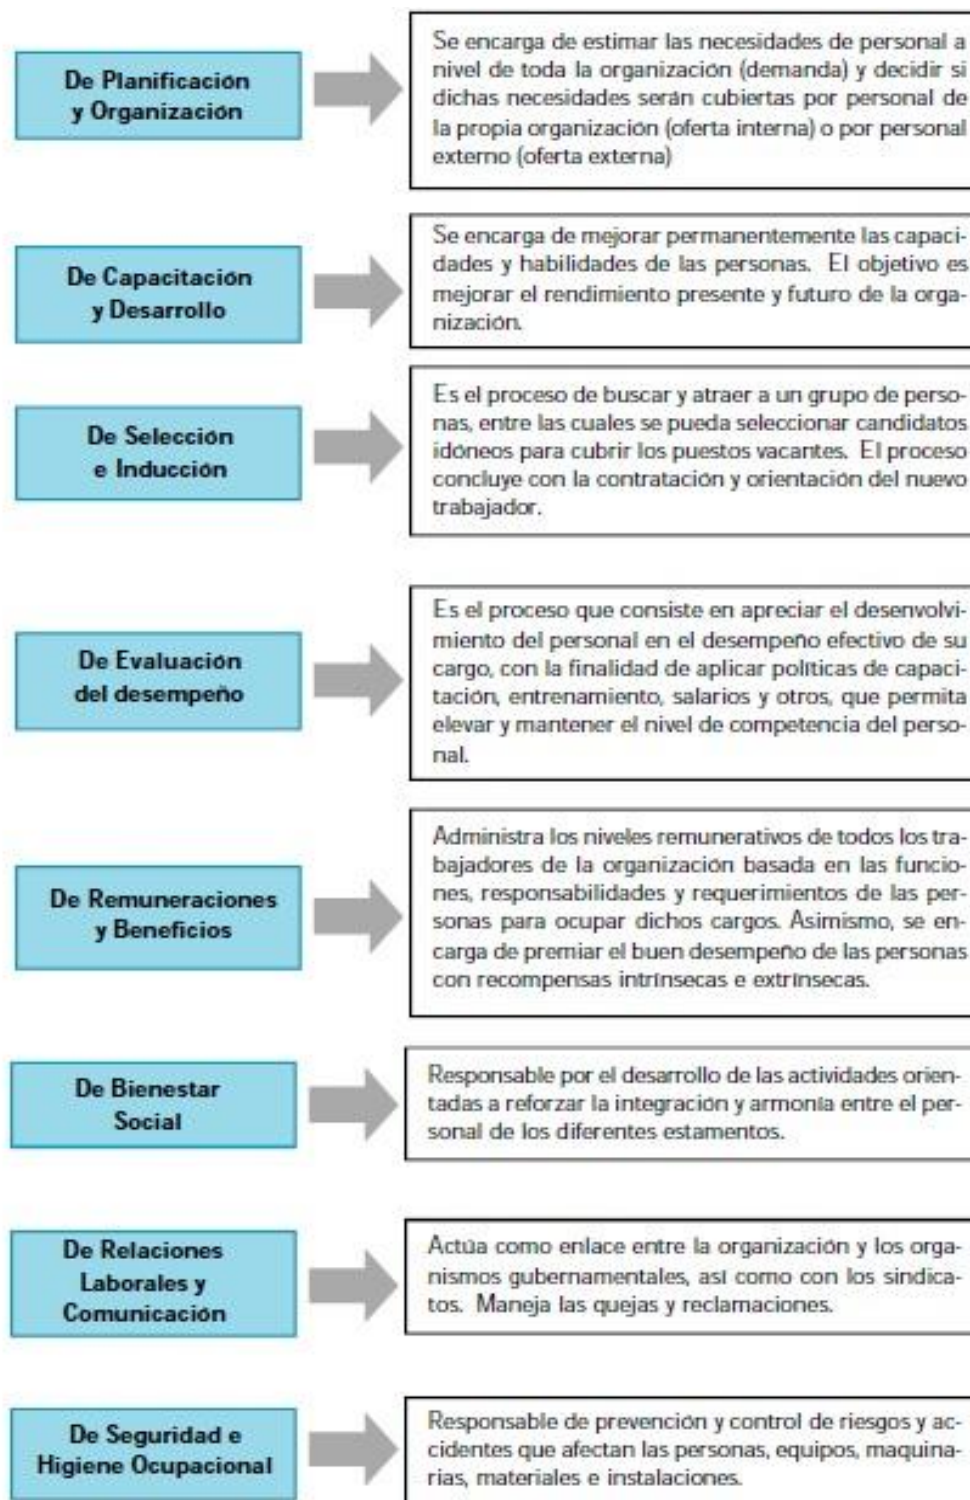 De Planificación
y Organización
Se encarga de estimar las necesidades de personal a
nivel de toda la organización (demanda) y decidir si
dichas necesidades serán cubiertas por personal de
la propia organización (oferta interna) o por personal
externo (oferta externa)
De Capacitación
y Desarrollo
Se encarga de mejorar permanentemente las capaci-
dades y habilidades de las personas. El objetivo es
mejorar el rendimiento presente y futuro de la orga-
nización.
De Selección
e Inducción
Es el proceso de buscar y atraer a un grupo de perso-
nas, entre las cuales se pueda seleccionar candidatos
idóneos para cubrir los puestos vacantes. El proceso
concluye con la contratación y orientación del nuevo
trabajador.
De Evaluación
del desempeño
Es el proceso que consiste en apreciar el desenvolvi-
miento del personal en el desempeño efectivo de su
cargo, con la finalidad de aplicar políticas de capaci-
tación, entrenamiento, salarios y otros, que permita
elevar y mantener el nivel de competencia del perso-
nal.
De Remuneraciones
y Beneficios
Administra los niveles remunerativos de todos los tra-
bajadores de la organización basada en las funcio-
nes, responsabilidades y requerimientos de las per-
sonas para ocupar dichos cargos. Asimismo, se en-
carga de premiar el buen desempeño de las personas
con recompensas intrínsecas e extrínsecas.
De Bienestar
Social
Responsable por el desarrollo de las actividades orien-
tadas a reforzar la integración y armonía entre el per-
sonal de los diferentes estamentos.
De Relaciones
Laborales y
Comunicación
Actúa como enlace entre la organización y los orga-
nismos gubernamentales, así como con los sindica-
tos. Maneja las quejas y reclamaciones.
De Seguridad e
Higiene Ocupacional
Responsable de prevención y control de riesgos y ac-
cidentes que afectan las personas, equipos, maquina-
rias, materiales e instalaciones.